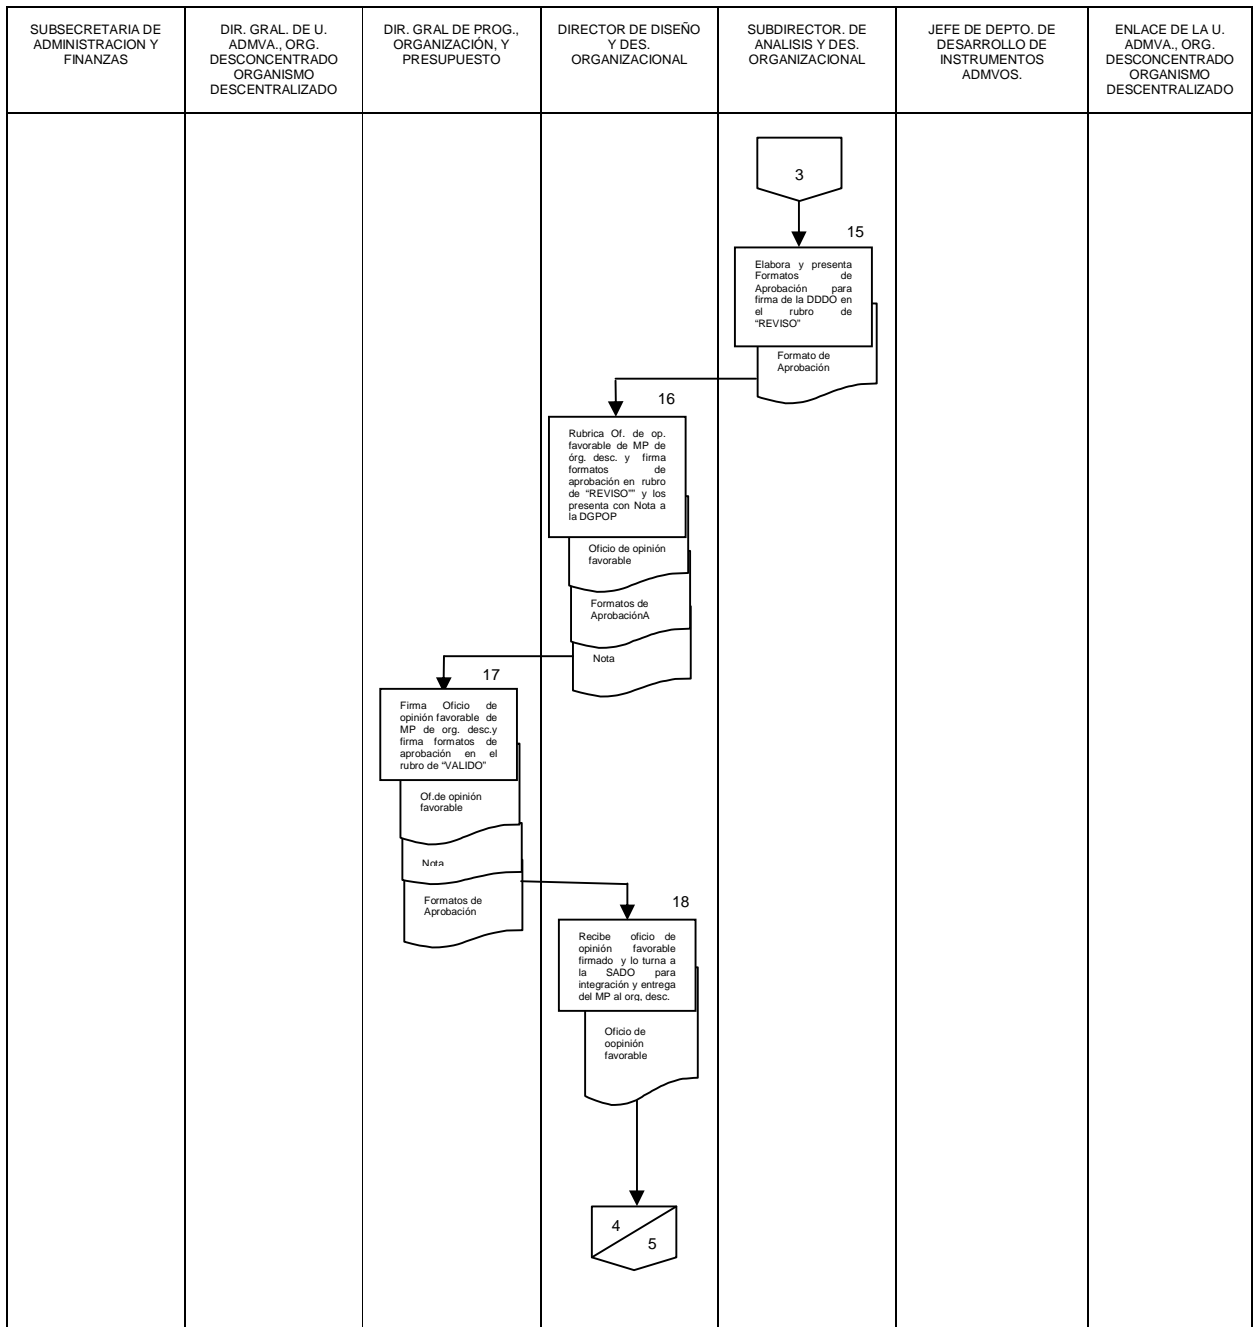 SUBSECRETARIA DE
ADMINISTRACION Y
FINANZAS
DIR. GRAL. DE U.
ADMVA., ORG.
DESCONCENTRADO
ORGANISMO
DESCENTRALIZADO
DIR. GRAL DE PROG.,
ORGANIZACIÓN, Y
PRESUPUESTO
DIRECTOR DE DISEÑO
Y DES.
ORGANIZACIONAL
SUBDIRECTOR. DE
ANALISIS Y DES.
ORGANIZACIONAL
JEFE DE DEPTO. DE
DESARROLLO DE
INSTRUMENTOS
ADMVOS.
ENLACE DE LA U.
ADMVA., ORG.
DESCONCENTRADO
ORGANISMO
DESCENTRALIZADO
3
15
Elabora y presenta
Formatos de
Aprobación para
firma de la DDDO en
el rubro de
“REVISO”
Formato de
Aprobación
16
Rubrica Of. de op.
favorable de MP de
órg. desc. y firma
formatos de
aprobación en rubro
de “REVISO”” y los
presenta con Nota a
la DGPOP
Oficio de opinión
favorable
Formatos de
AprobaciónA
Nota
17
Firma Oficio de
opinión favorable de
MP de org. desc.y
firma formatos de
aprobación en el
rubro de “VALIDO”
Of.de opinión
favorable
Nota
Formatos de
Aprobación
18
Recibe oficio de
opinión favorable
firmado y lo turna a
la SADO para
integración y entrega
del MP al org, desc.
Oficio de
oopinión
favorable
4
5